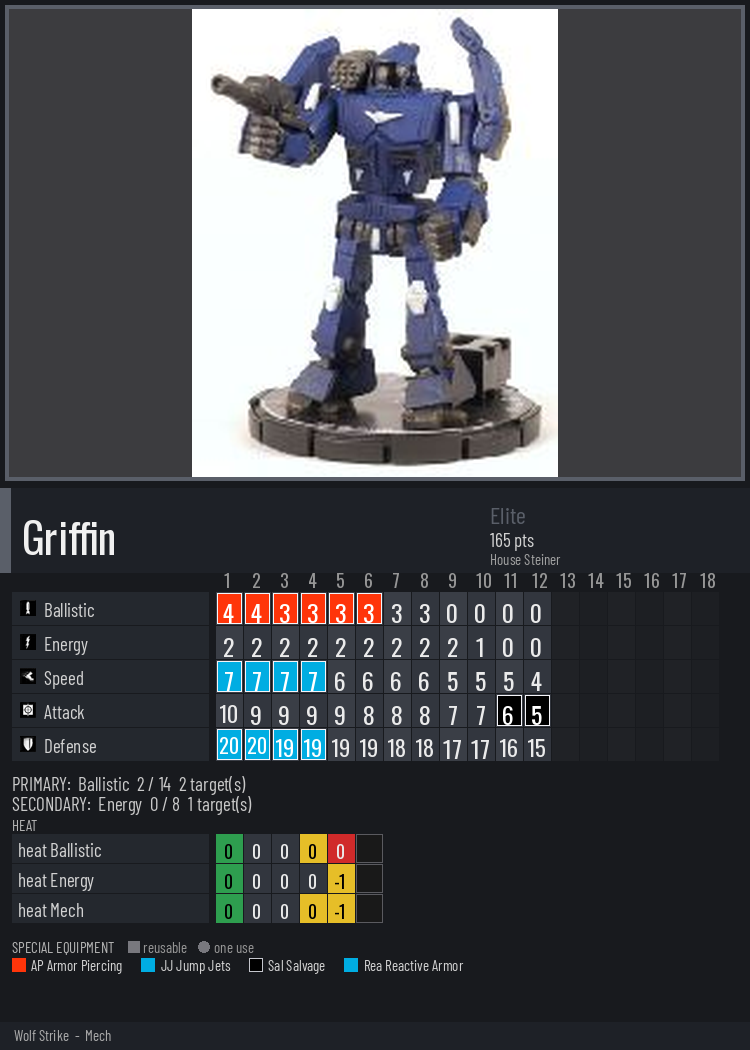 Griffin
Elite
165 pts
House Steiner
1 2 3 4 5 6 7 8 9 10 11 12 13 14 15 16 17 18
Ballistic 4 4 3 3 3 3 3 3 0 0 0 0
Energy 2 2 2 2 2 2 2 2 2 1 0 0
Speed 7 7 7 7 6 6 6 6 5 5 5 4
Attack 10 9 9 9 9 8 8 8 7 7 6 5
Defense 20 20 19 19 19 19 18 18 17 17 16 15
PRIMARY: Ballistic 2 / 14 2 target(s)
SECONDARY: Energy 0 / 8 1 target(s)
HEAT
heat Ballistic 0 0 0 0 0
heat Energy 0 0 0 0 -1
heat Mech 0 0 0 0 -1
SPECIAL EQUIPMENT reusable one use
AP Armor Piercing JJ Jump Jets Sal Salvage Rea Reactive Armor
Wolf Strike - Mech